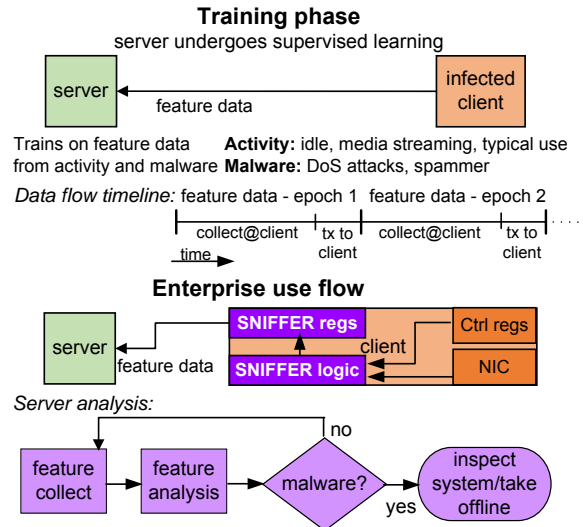 Training phase
server undergoes supervised learning
server
infected
client
feature data
Trains on feature data
from activity and malware
Activity: idle, media streaming, typical use
Malware: DoS attacks, spammer
Data flow timeline:
feature data - epoch 1
feature data - epoch 2
collect@client
tx to
client
collect@client
tx to
client
time
Enterprise use flow
server
feature data
SNIFFER regs
SNIFFER logic
client
Ctrl regs
NIC
Server analysis:
no
feature
collect
feature
analysis
malware?
yes
inspect
system/take
offline